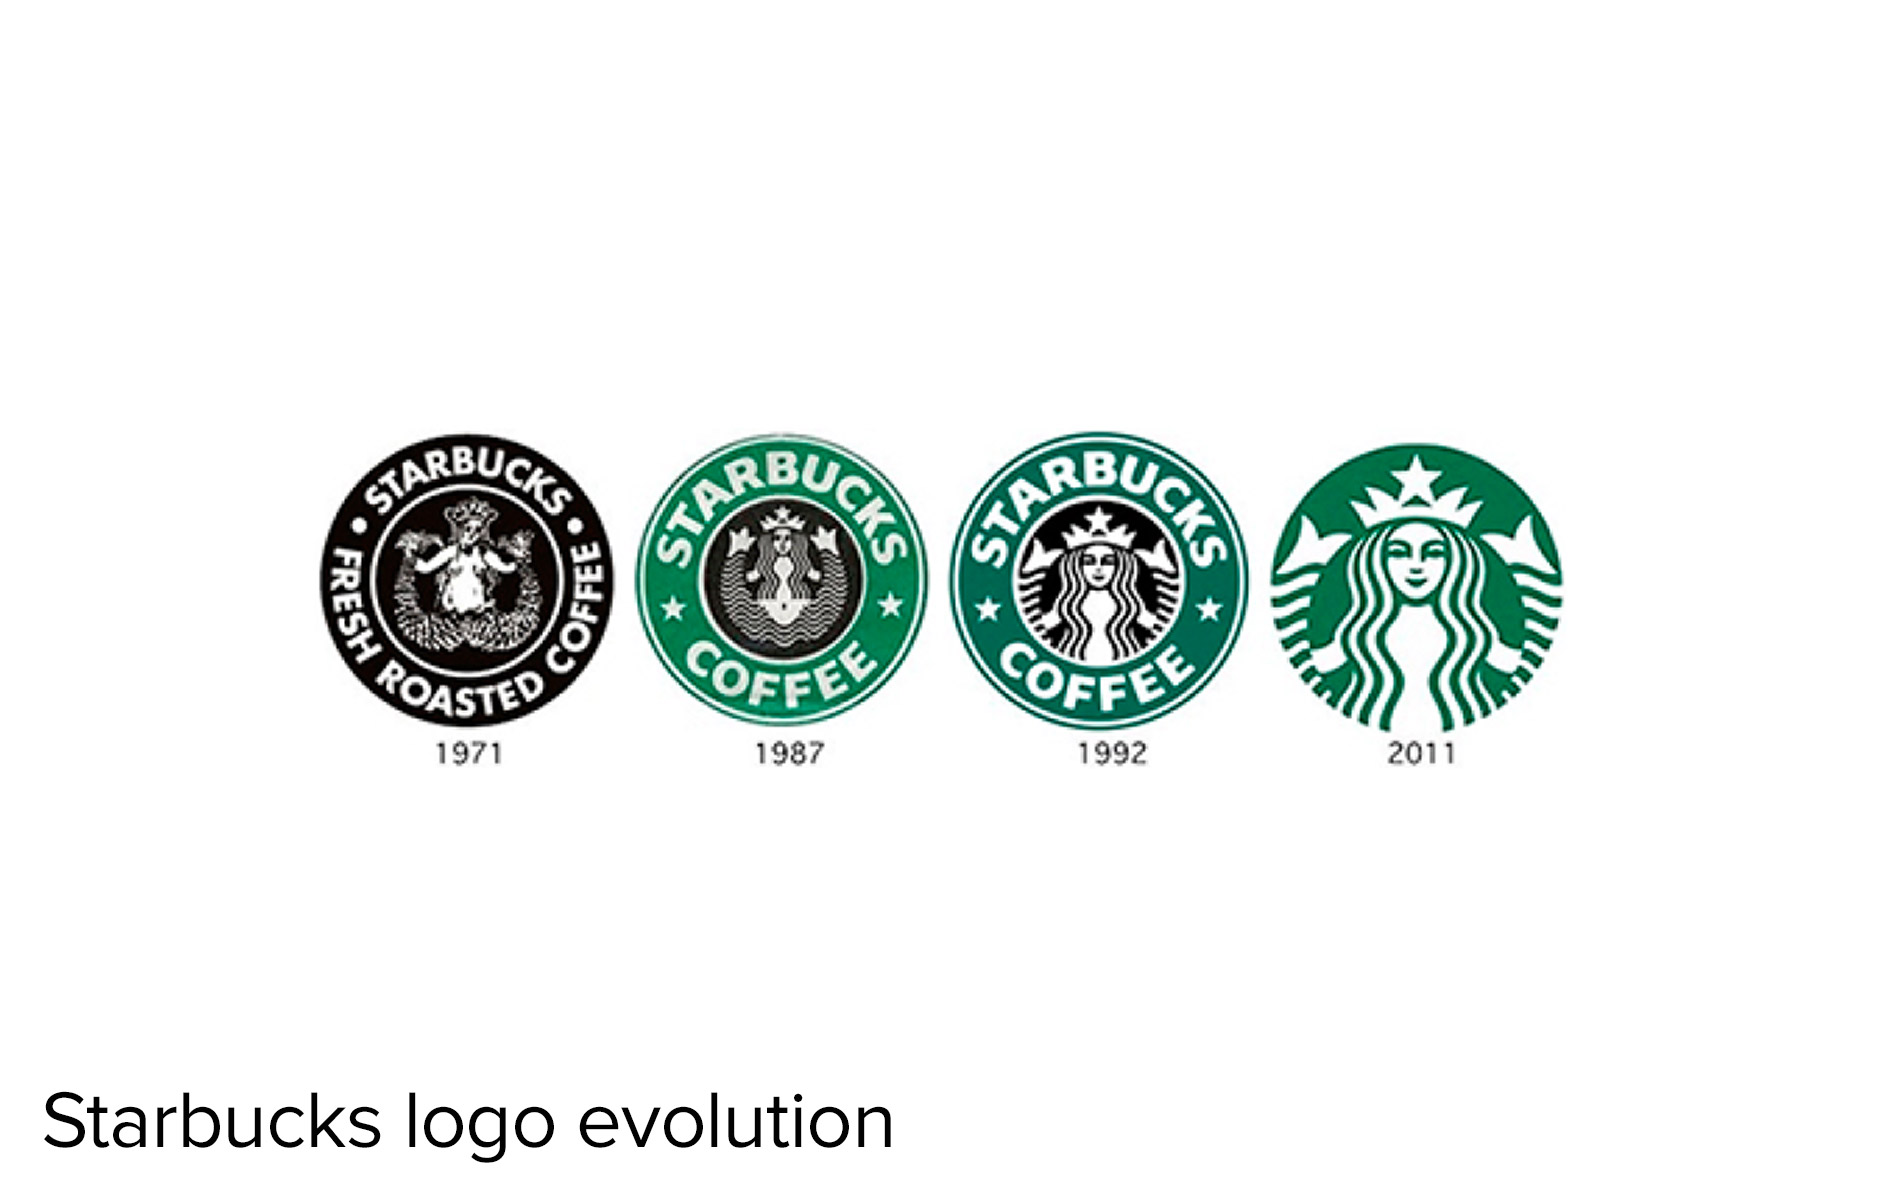 STARBUCKS
FRESH ROASTED COFFEE
STARBUCKS
COFFEE
STARBUCKS
COFFEE
1971
1987
1992
2011
Starbucks logo evolution